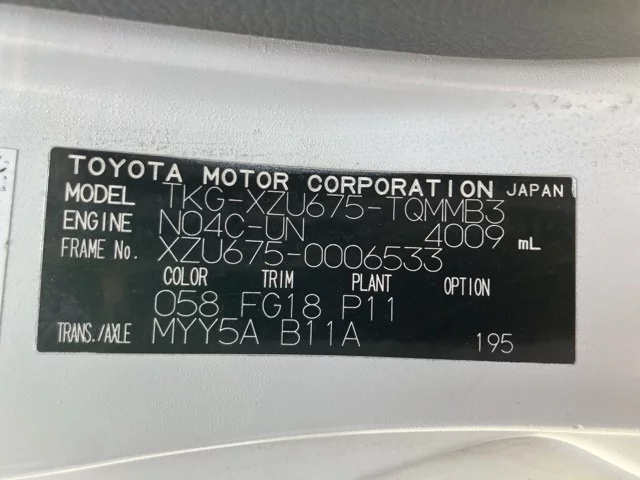 TOYOTA MOTOR CORPORATION JAPAN
MODEL TKG-XZU675-TQMMB3
ENGINE N04C-UN 4009 mL
FRAME No. XZU675-0006533
COLOR TRIM PLANT OPTION
058 FG18 P11
TRANS./AXLE MYY5A B11A 195